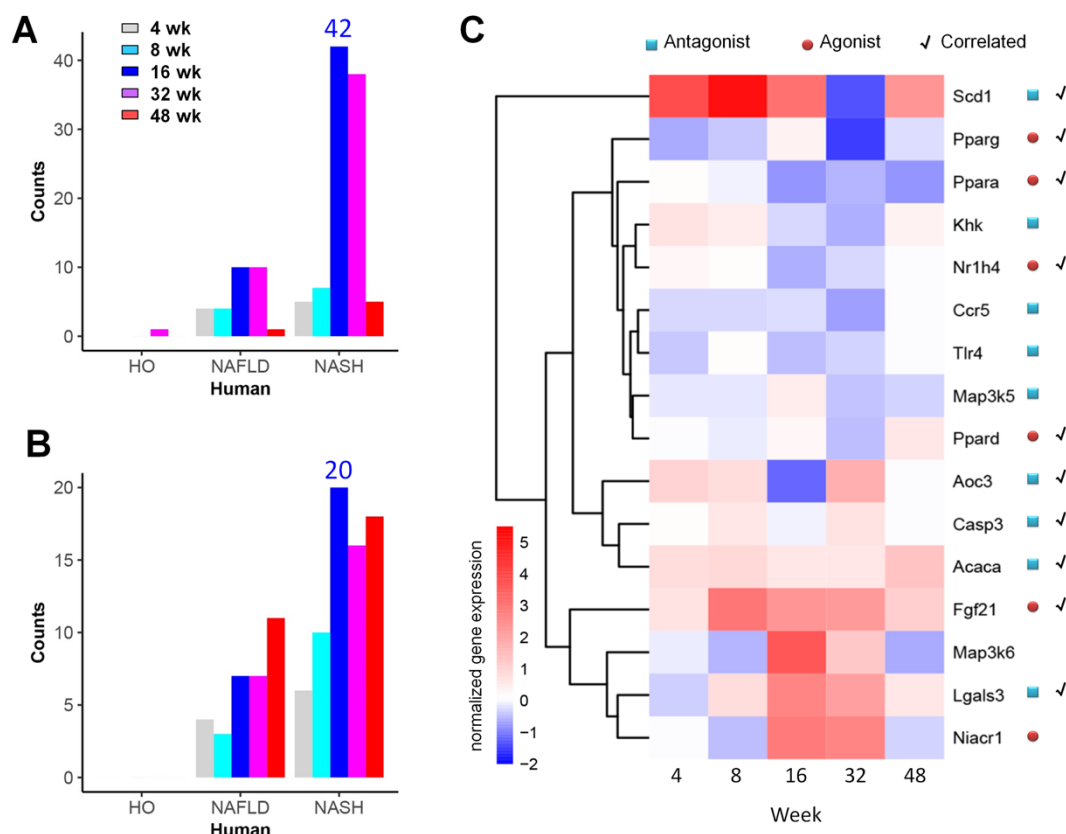 A
4 wk
8 wk
16 wk
32 wk
48 wk
42
40
30
20
10
0
Counts
HO NAFLD NASH
Human
B
20
20
15
10
5
0
Counts
HO NAFLD NASH
Human
C
Antagonist Agonist √ Correlated
Scd1 √
Pparg √
Ppara √
Khk
Nr1h4 √
Ccr5
Tlr4
Map3k5
Ppard √
Aoc3 √
Casp3 √
Acaca √
Fgf21 √
Map3k6
Lgals3 √
Niacr1
normalized gene expression
5
4
3
2
1
0
−1
−2
4 8 16 32 48
Week